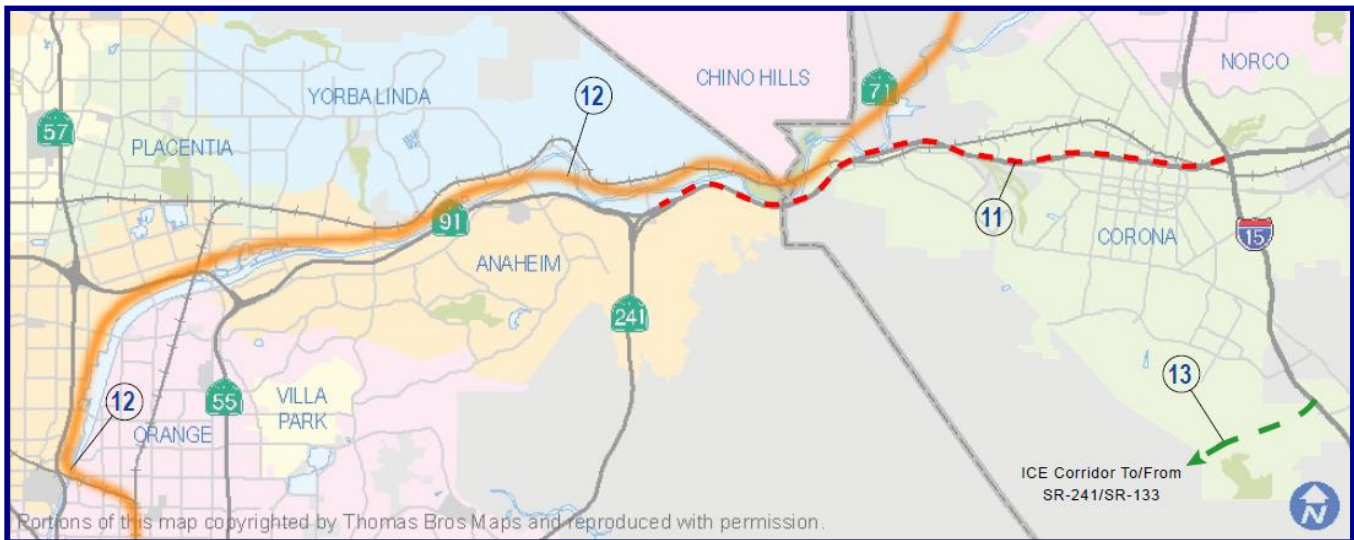 CHINO HILLS
NORCO
71
12
YORBA LINDA
57
PLACENTIA
11
91
CORONA
15
ANAHEIM
241
13
55
VILLA
PARK
12
ORANGE
ICE Corridor To/From
SR-241/SR-133
N
Portions of this map copyrighted by Thomas Bros Maps and reproduced with permission.